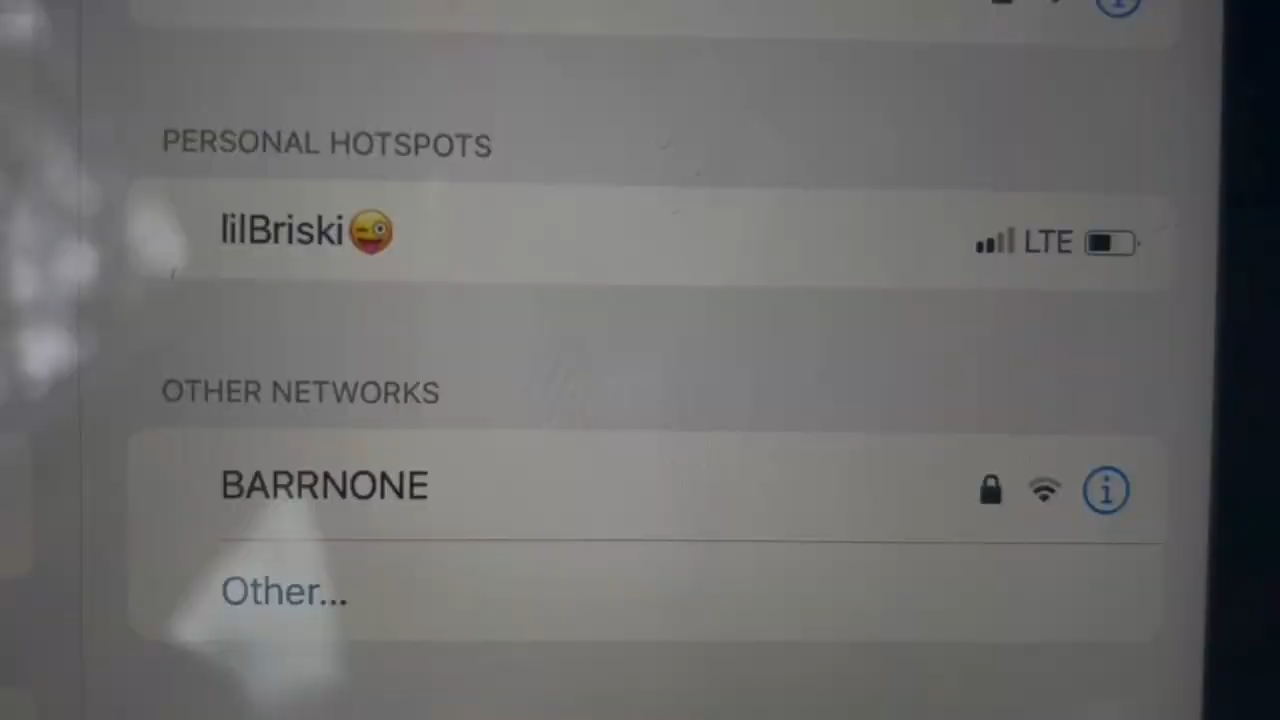 PERSONAL HOTSPOTS
lilBriski😜
LTE
OTHER NETWORKS
BARRNONE
Other...